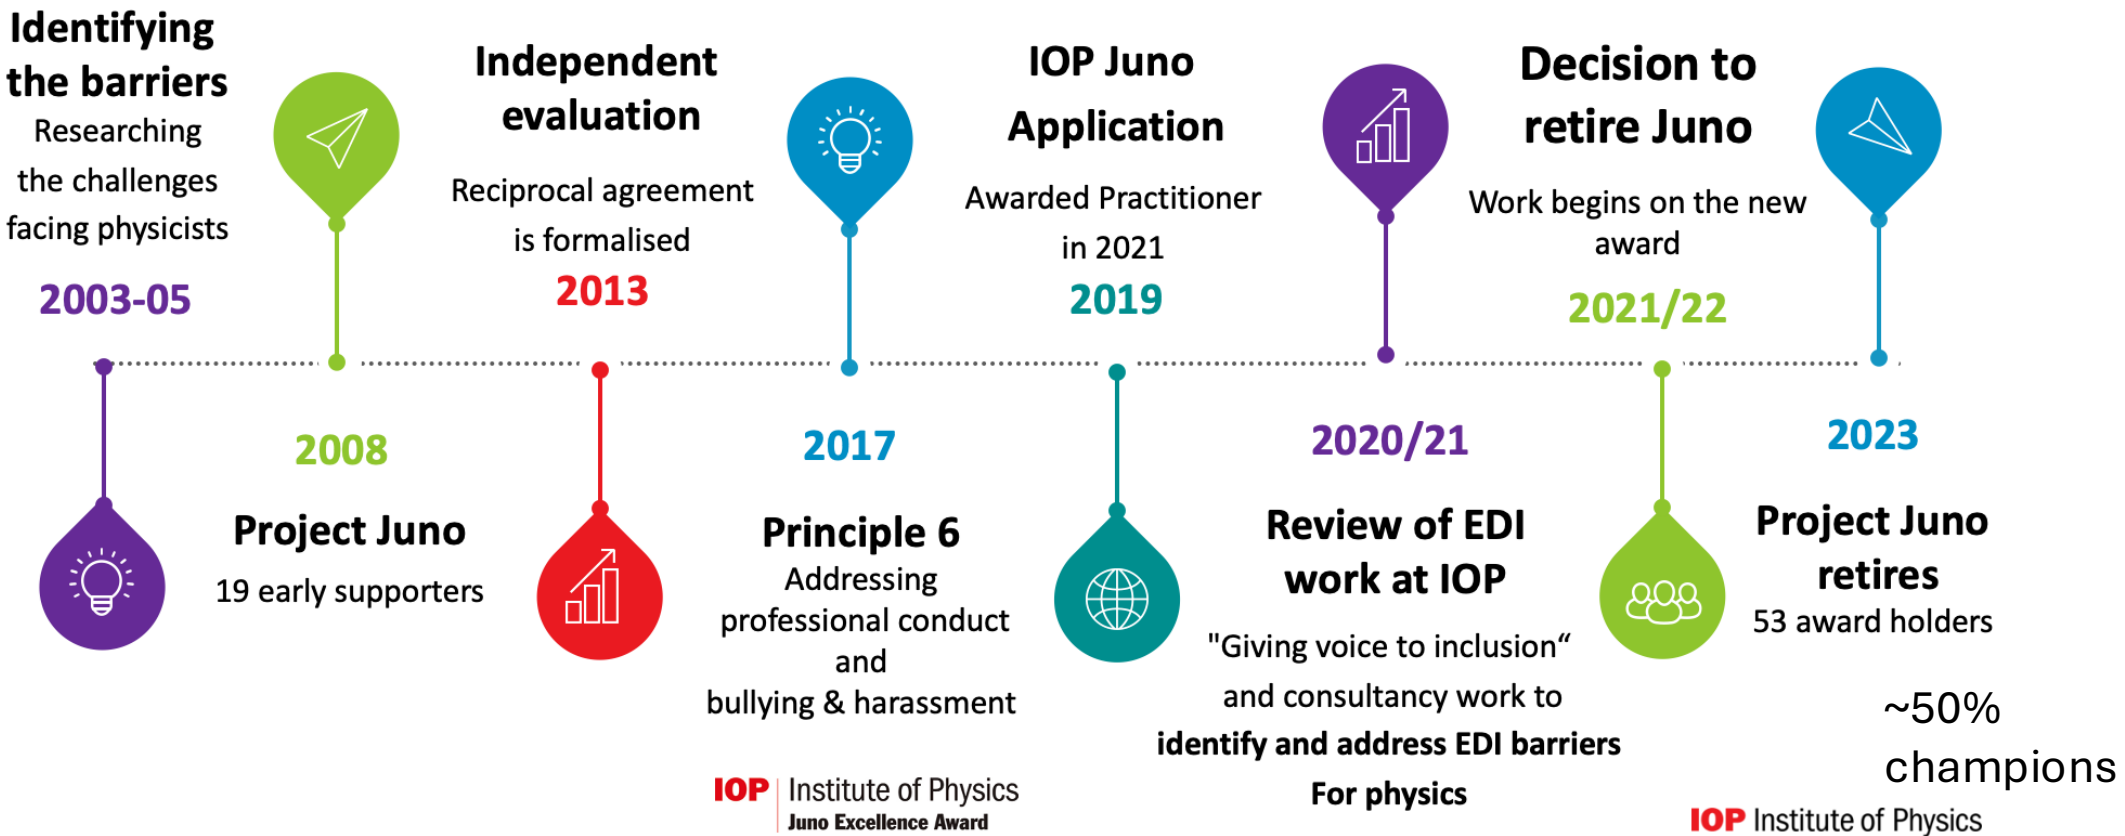 Identifying
the barriers
Researching
the challenges
facing physicists
2003-05
2008
Project Juno
19 early supporters
Independent
evaluation
Reciprocal agreement
is formalised
2013
2017
Principle 6
Addressing
professional conduct
and
bullying & harassment
IOP Juno
Application
Awarded Practitioner
in 2021
2019
2020/21
Review of EDI
work at IOP
"Giving voice to inclusion“
and consultancy work to
identify and address EDI barriers
For physics
Decision to
retire Juno
Work begins on the new
award
2021/22
2023
Project Juno
retires
53 award holders
~50%
champions
IOP Institute of Physics
Juno Excellence Award
IOP Institute of Physics